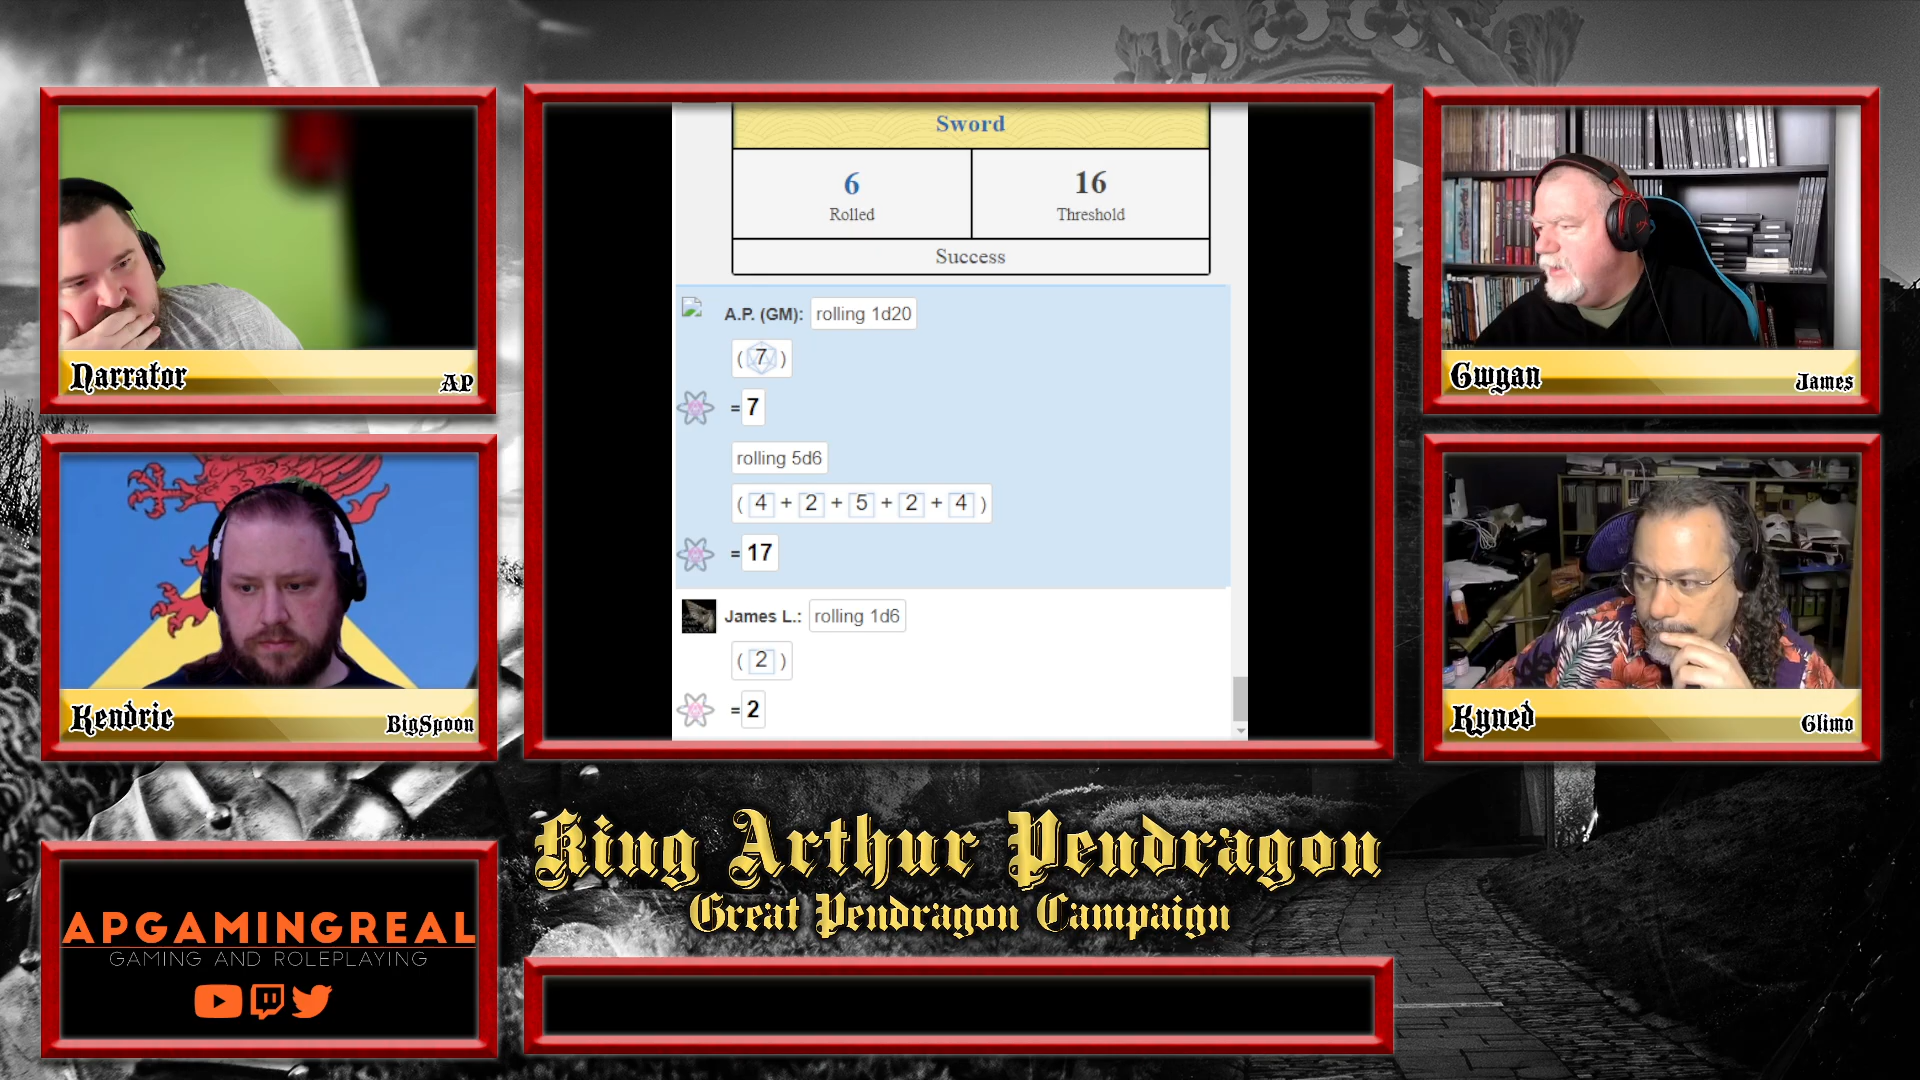 Narrator
AP
Kendric
BigSpoon
APGAMINGREAL
GAMING AND ROLEPLAYING
Sword
6
16
Rolled
Threshold
Success
A.P. (GM): rolling 1d20
( 7 )
= 7
rolling 5d6
( 4 + 2 + 5 + 2 + 4 )
= 17
James L.: rolling 1d6
( 2 )
= 2
King Arthur Pendragon
Great Pendragon Campaign
Gwgan
James
Kyned
Glimo